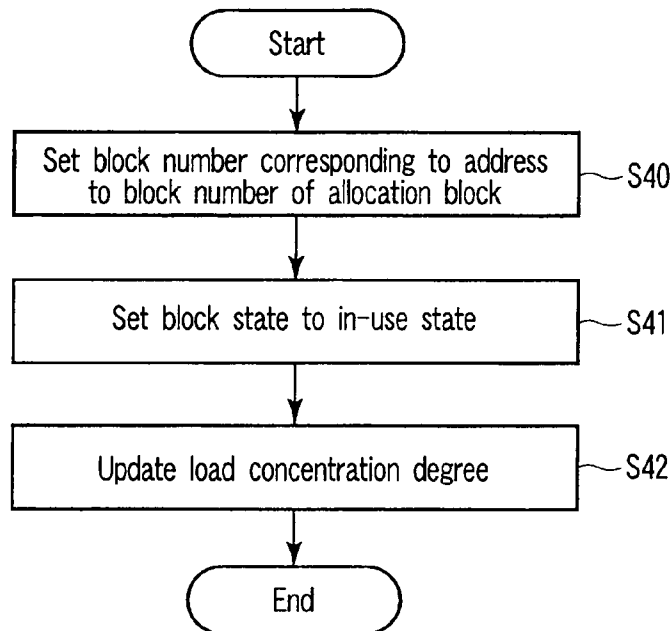 Start
Set block number corresponding to address
to block number of allocation block
S40
Set block state to in-use state
S41
Update load concentration degree
S42
End